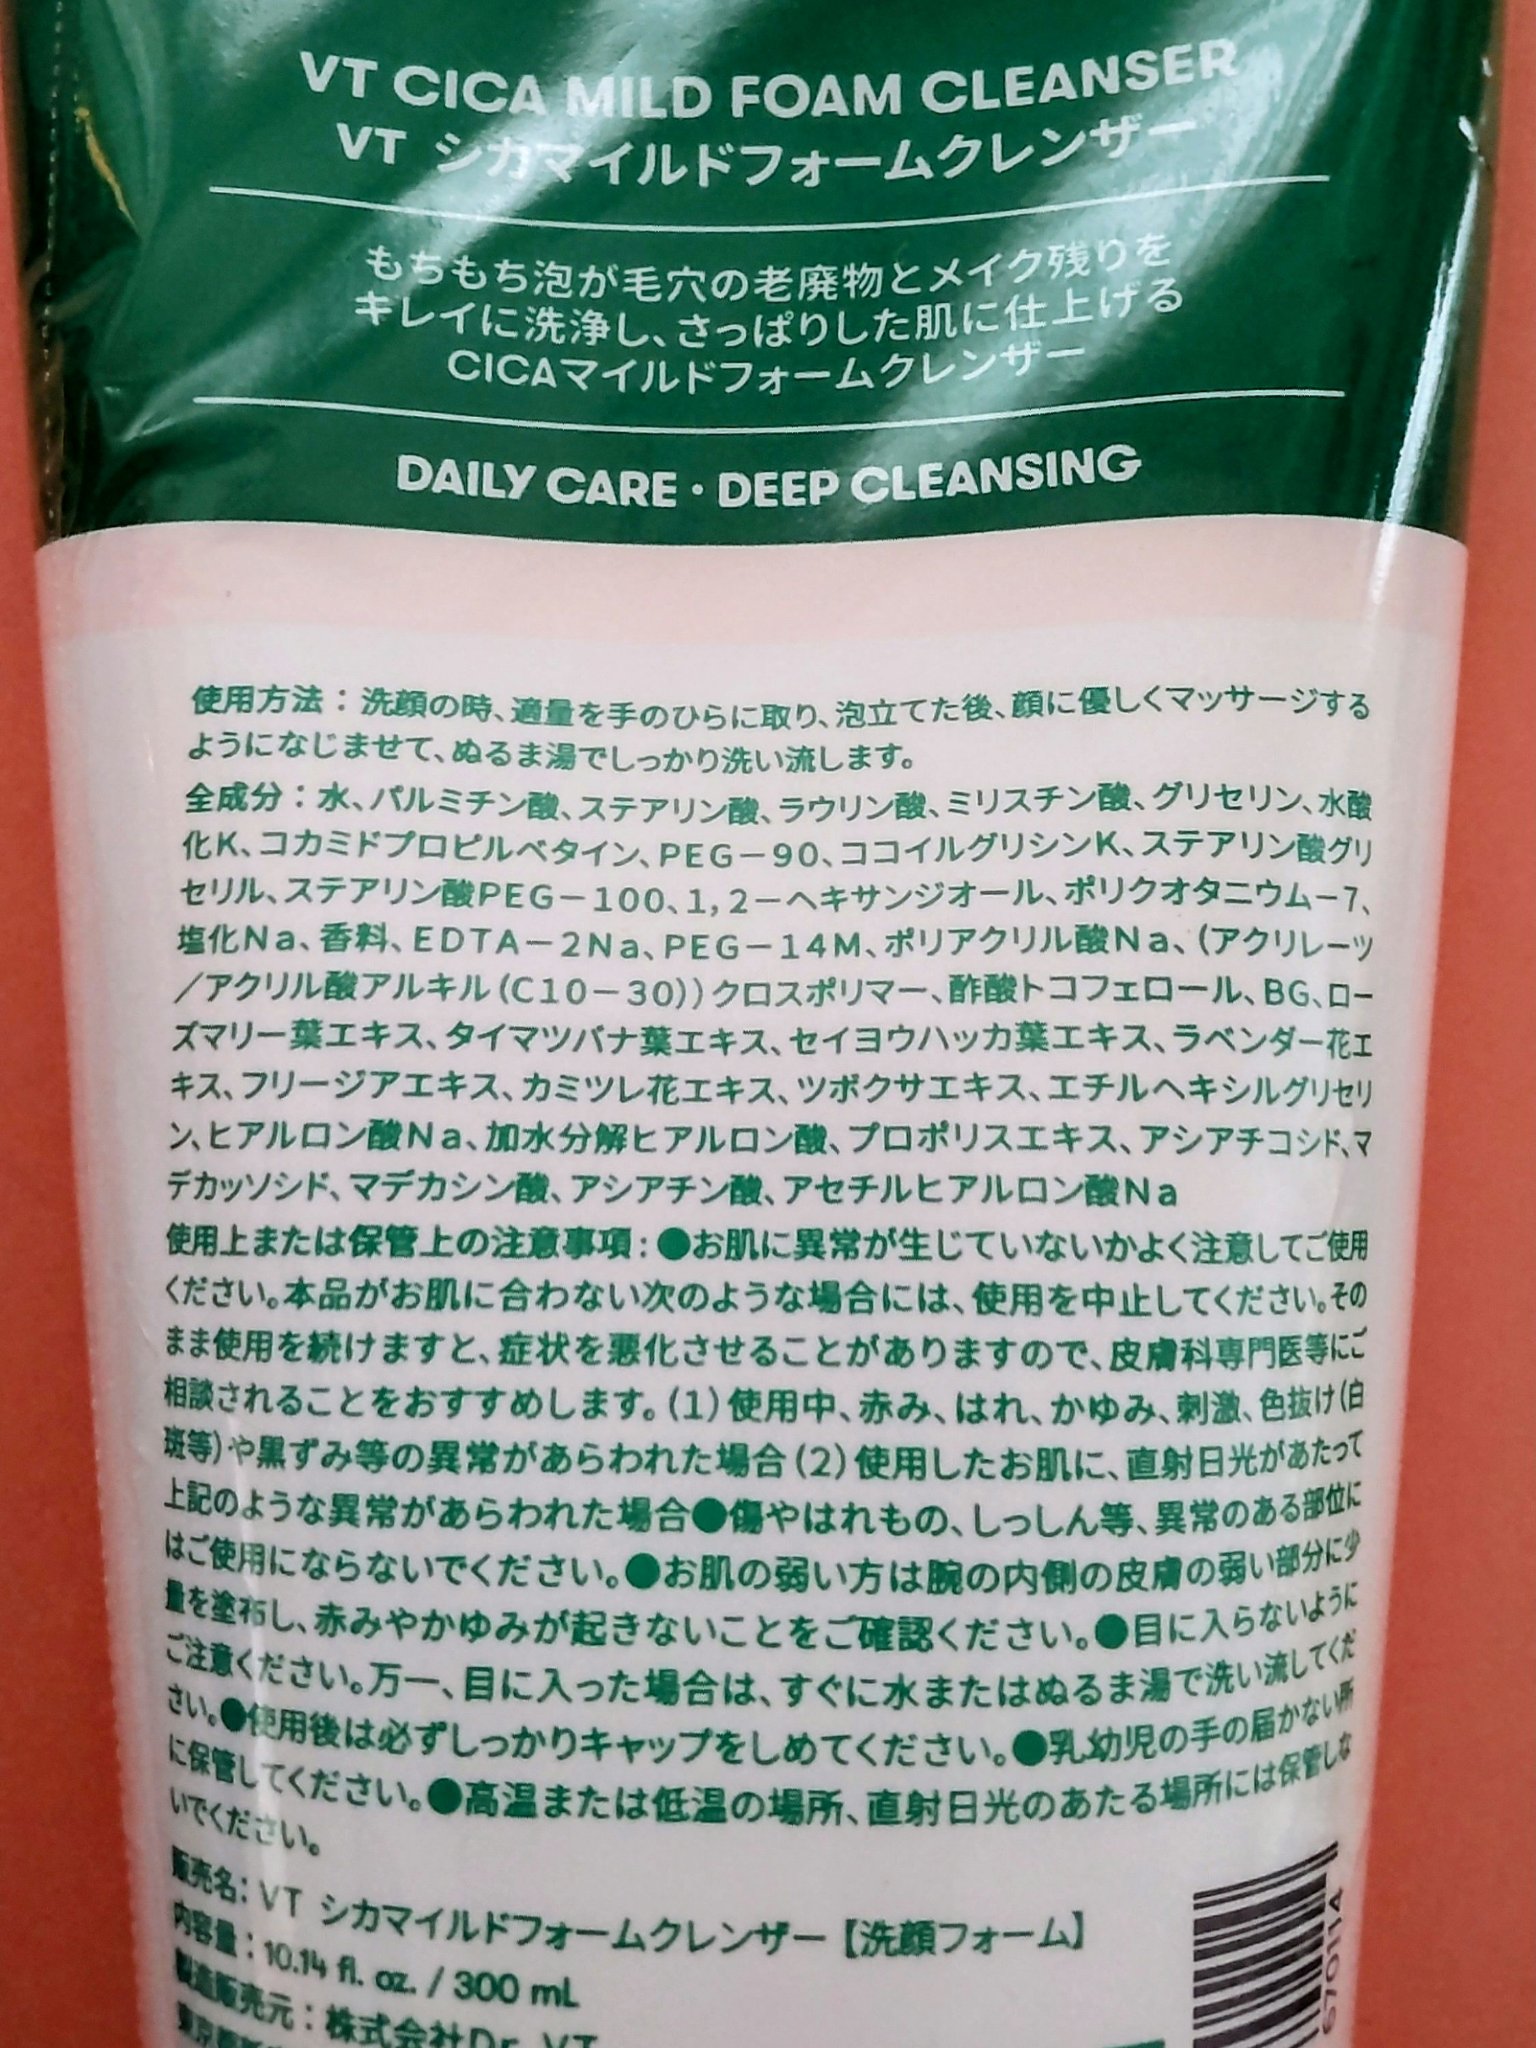 VT CICA MILD FOAM CLEANSER
VT シカマイルドフォームクレンザー
もちもち泡が毛穴の老廃物とメイク残りを
キレイに洗浄し、さっぱりした肌に仕上げる
CICAマイルドフォームクレンザー
DAILY CARE・DEEP CLEANSING
使用方法：洗顔の時、適量を手のひらに取り、泡立てた後、顔に優しくマッサージする
ようになじませて、ぬるま湯でしっかり洗い流します。
全成分：水、パルミチン酸、ステアリン酸、ラウリン酸、ミリスチン酸、グリセリン、水酸
化K、コカミドプロピルベタイン、PEG－90、ココイルグリシンK、ステアリン酸グリ
セリル、ステアリン酸PEG－100、1，2－ヘキサンジオール、ポリクオタニウム－7、
塩化Na、香料、EDTA－2Na、PEG－14M、ポリアクリル酸Na、（アクリレーツ
／アクリル酸アルキル（C10－30））クロスポリマー、酢酸トコフェロール、BG、ロー
ズマリー葉エキス、タイマツバナ葉エキス、セイヨウハッカ葉エキス、ラベンダー花エ
キス、フリージアエキス、カミツレ花エキス、ツボクサエキス、エチルヘキシルグリセリ
ン、ヒアルロン酸Na、加水分解ヒアルロン酸、プロポリスエキス、アシアチコシド、マ
デカッソシド、マデカシン酸、アシアチン酸、アセチルヒアルロン酸Na
使用上または保管上の注意事項：●お肌に異常が生じていないかよく注意してご使用
ください。本品がお肌に合わない次のような場合には、使用を中止してください。その
まま使用を続けますと、症状を悪化させることがありますので、皮膚科専門医等にご
相談されることをおすすめします。（1）使用中、赤み、はれ、かゆみ、刺激、色抜け（白
斑等）や黒ずみ等の異常があらわれた場合（2）使用したお肌に、直射日光があたって
上記のような異常があらわれた場合●傷やはれもの、しっしん等、異常のある部位に
はご使用にならないでください。●お肌の弱い方は腕の内側の皮膚の弱い部分に少
量を塗布し、赤みやかゆみが起きないことをご確認ください。●目に入らないように
ご注意ください。万一、目に入った場合は、すぐに水またはぬるま湯で洗い流してくだ
さい。●使用後は必ずしっかりキャップをしめてください。●乳幼児の手の届かない所
に保管してください。●高温または低温の場所、直射日光のあたる場所には保管しな
いでください。
販売名：VT シカマイルドフォームクレンザー【洗顔フォーム】
内容量：10.14 fl. oz. / 300 mL
製造販売元：株式会社Dr. VT
670114